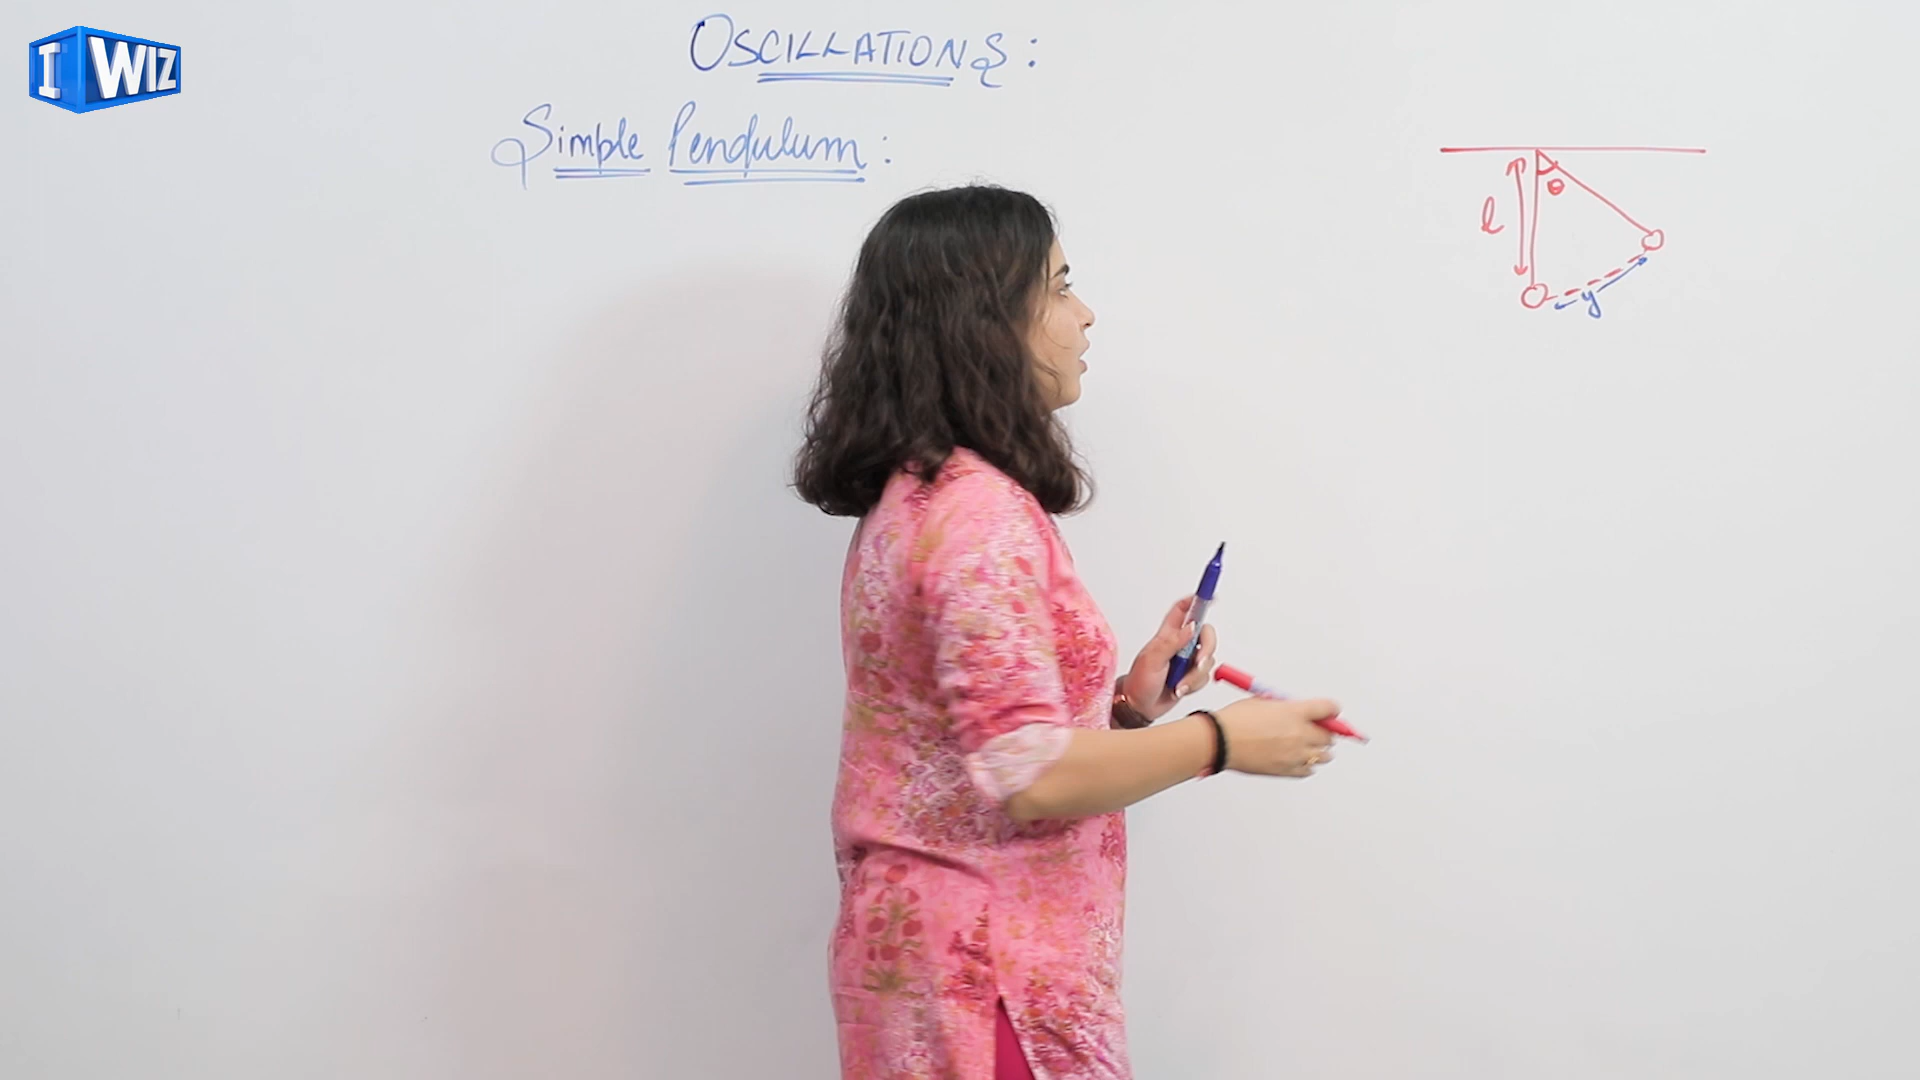 I WIZ
OSCILLATIONS:
Simple Pendulum:
θ
l
y